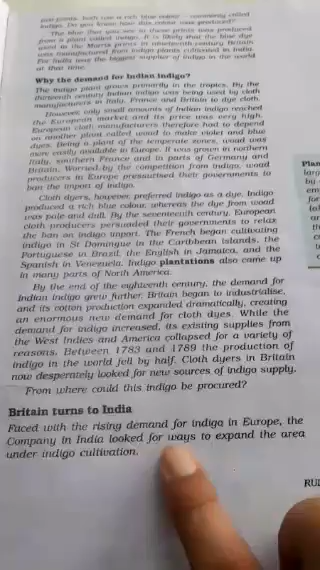 your prints. Both use a rich blue colour – commonly called
indigo. Do you know how this colour was produced?
The blue that you see in these prints was produced
from a plant called indigo. It is likely that the blue dye
used in the Morris prints in nineteenth-century Britain
was manufactured from indigo plants cultivated in India.
For India was the biggest supplier of indigo in the world
at that time.
Why the demand for Indian indigo?
The indigo plant grows primarily in the tropics. By the
thirteenth century Indian indigo was being used by cloth
manufacturers in Italy, France and Britain to dye cloth.
However, only small amounts of Indian indigo reached
the European market and its price was very high.
European cloth manufacturers therefore had to depend
on another plant called woad to make violet and blue
dyes. Being a plant of the temperate zones, woad was
more easily available in Europe. It was grown in northern
Italy, southern France and in parts of Germany and
Britain. Worried by the competition from indigo, woad
producers in Europe pressurised their governments to
ban the import of indigo.
Cloth dyers, however, preferred indigo as a dye. Indigo
produced a rich blue colour, whereas the dye from woad
was pale and dull. By the seventeenth century, European
cloth producers persuaded their governments to relax
the ban on indigo import. The French began cultivating
indigo in St Domingue in the Caribbean islands, the
Portuguese in Brazil, the English in Jamaica, and the
Spanish in Venezuela. Indigo plantations also came up
in many parts of North America.
By the end of the eighteenth century, the demand for
Indian indigo grew further. Britain began to industrialise,
and its cotton production expanded dramatically, creating
an enormous new demand for cloth dyes. While the
demand for indigo increased, its existing supplies from
the West Indies and America collapsed for a variety of
reasons. Between 1783 and 1789 the production of
indigo in the world fell by half. Cloth dyers in Britain
now desperately looked for new sources of indigo supply.
From where could this indigo be procured?
Britain turns to India
Faced with the rising demand for indigo in Europe, the
Company in India looked for ways to expand the area
under indigo cultivation.